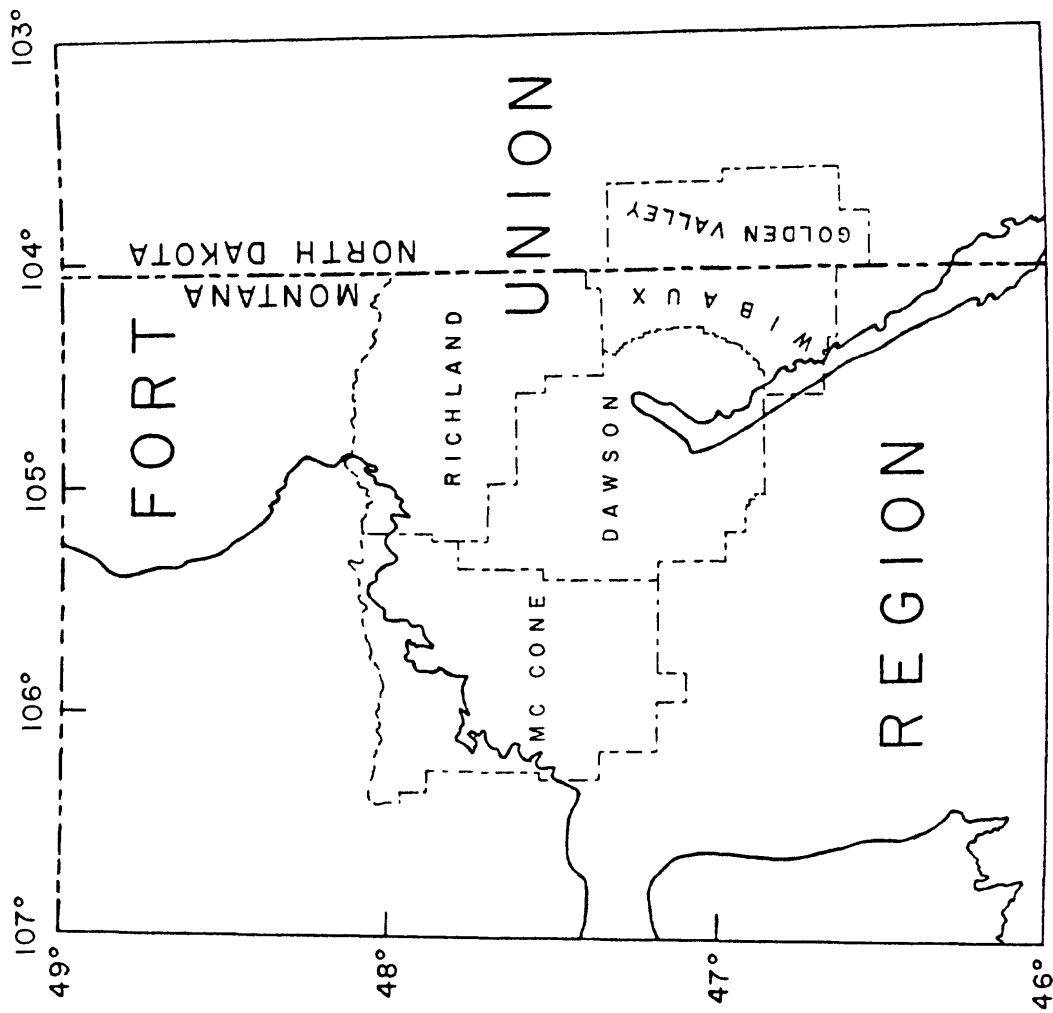 107°
106°
105°
104°
103°
49°
48°
47°
46°
FORT
UNION
REGION
MONTANA
NORTH DAKOTA
RICHLAND
MC CONE
DAWSON
WIBAUX
GOLDEN VALLEY